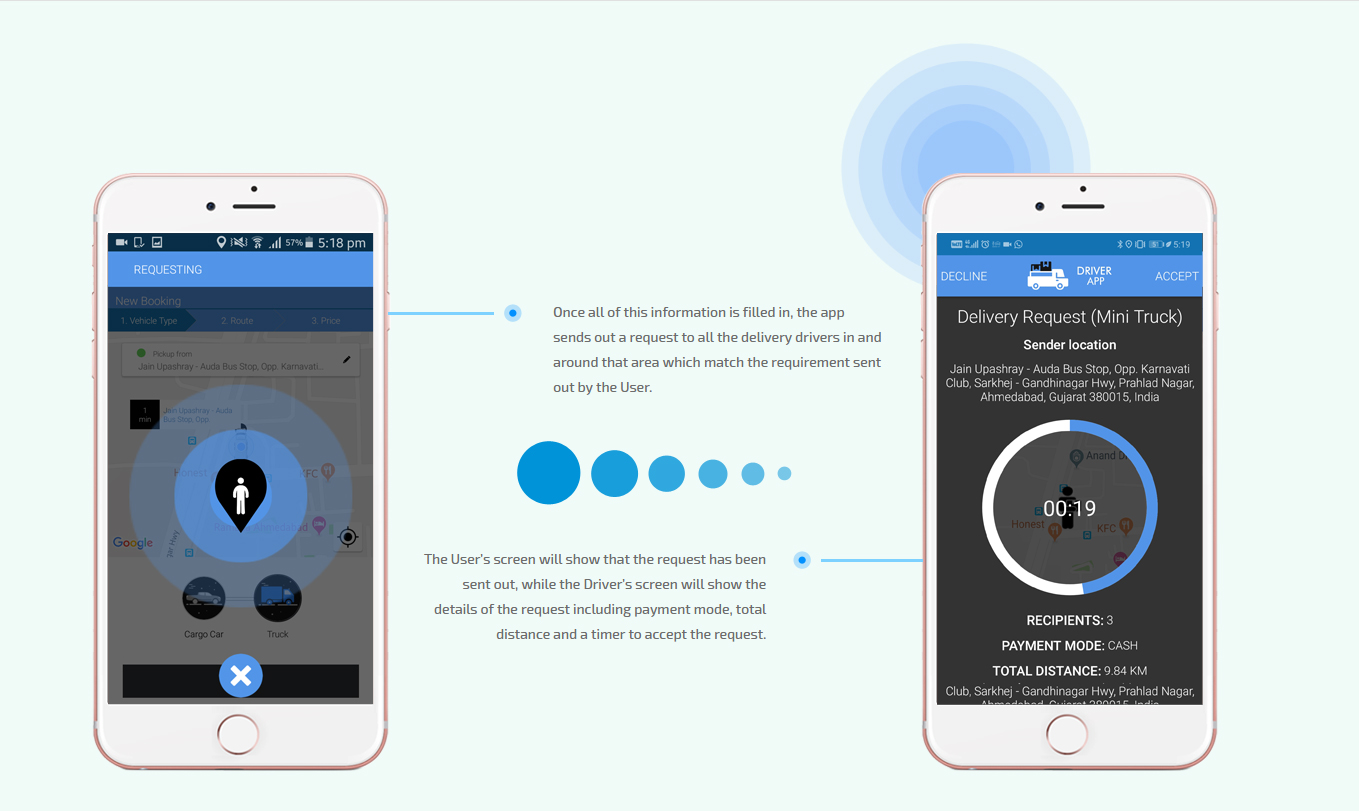 57% 5:18 pm
REQUESTING
New Booking
1. Vehicle Type 2. Route 3. Price
Pickup from
Jain Upashray - Auda Bus Stop, Opp. Karnavati...
1
min
Jain Upashray - Auda
Bus Stop, Opp
Honest
KFC
Google
Cargo Car Truck
Once all of this information is filled in, the app
sends out a request to all the delivery drivers in and
around that area which match the requirement sent
out by the User.
The User's screen will show that the request has been
sent out, while the Driver's screen will show the
details of the request including payment mode, total
distance and a timer to accept the request.
5:19
DECLINE DRIVER APP ACCEPT
Delivery Request (Mini Truck)
Sender location
Jain Upashray - Auda Bus Stop, Opp. Karnavati
Club, Sarkhej - Gandhinagar Hwy, Prahlad Nagar,
Ahmedabad, Gujarat 380015, India
Anand
00:19
Honest
KFC
RECIPIENTS: 3
PAYMENT MODE: CASH
TOTAL DISTANCE: 9.84 KM
Club, Sarkhej - Gandhinagar Hwy, Prahlad Nagar,
Ahmedabad, Gujarat 380015, India